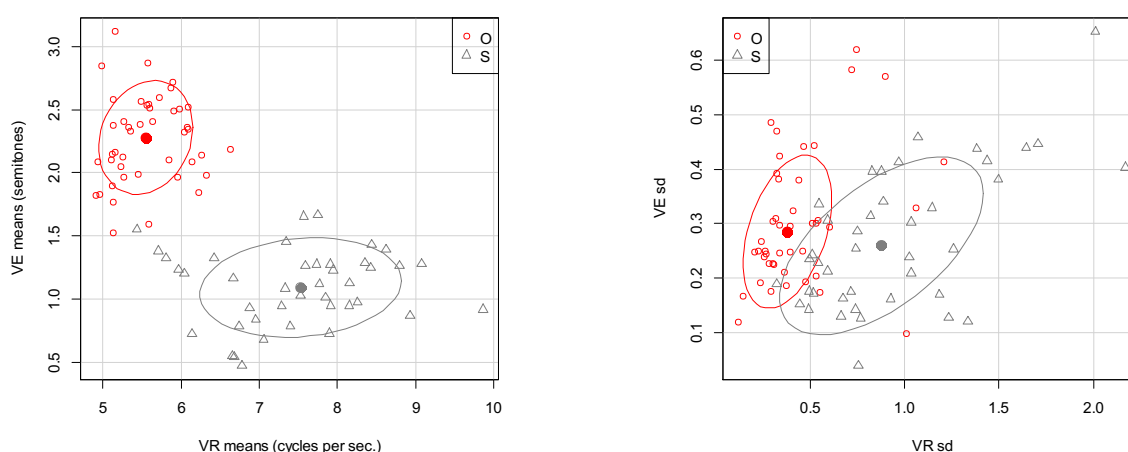 O
S
3.0
2.5
2.0
1.5
1.0
0.5
VE means (semitones)
5 6 7 8 9 10
VR means (cycles per sec.)
O
S
0.6
0.5
0.4
0.3
0.2
0.1
VE sd
0.5 1.0 1.5 2.0
VR sd